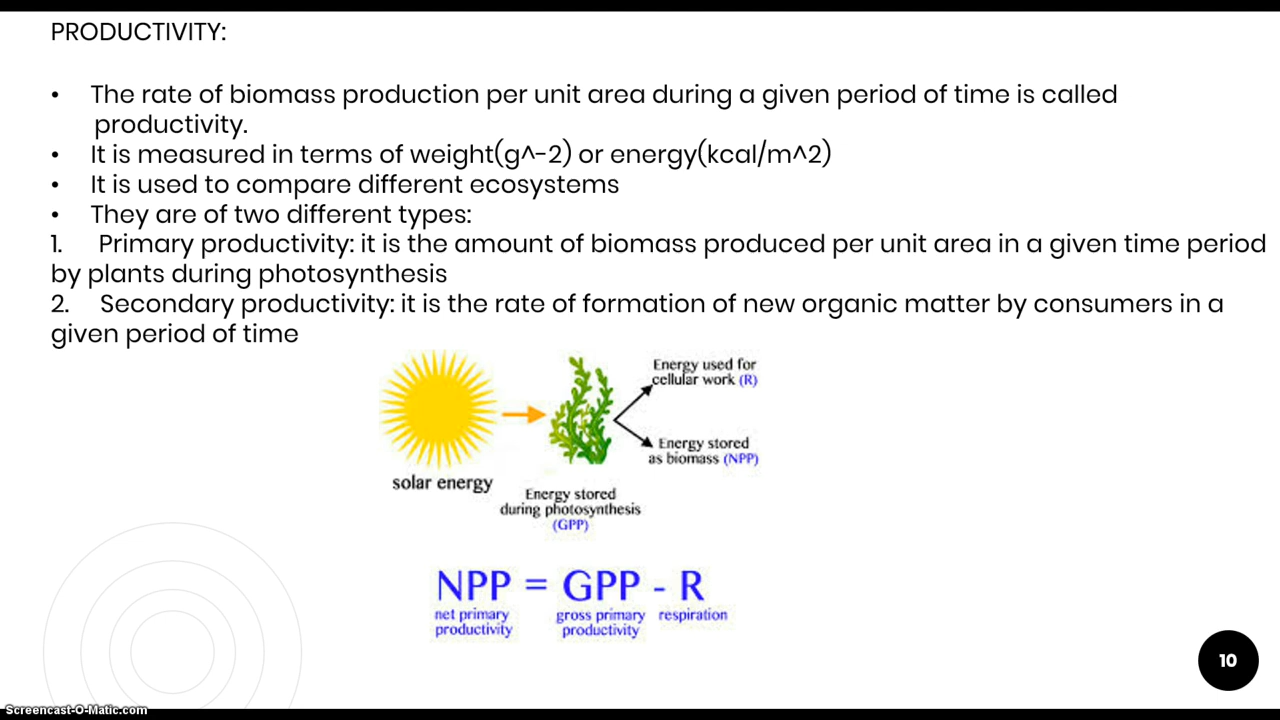 PRODUCTIVITY:
• The rate of biomass production per unit area during a given period of time is called
productivity.
• It is measured in terms of weight(g^-2) or energy(kcal/m^2)
• It is used to compare different ecosystems
• They are of two different types:
1. Primary productivity: it is the amount of biomass produced per unit area in a given time period
by plants during photosynthesis
2. Secondary productivity: it is the rate of formation of new organic matter by consumers in a
given period of time
Energy used for
cellular work (R)
Energy stored
as biomass (NPP)
solar energy
Energy stored
during photosynthesis
(GPP)
NPP = GPP - R
net primary gross primary respiration
productivity productivity
10
Screencast-O-Matic.com